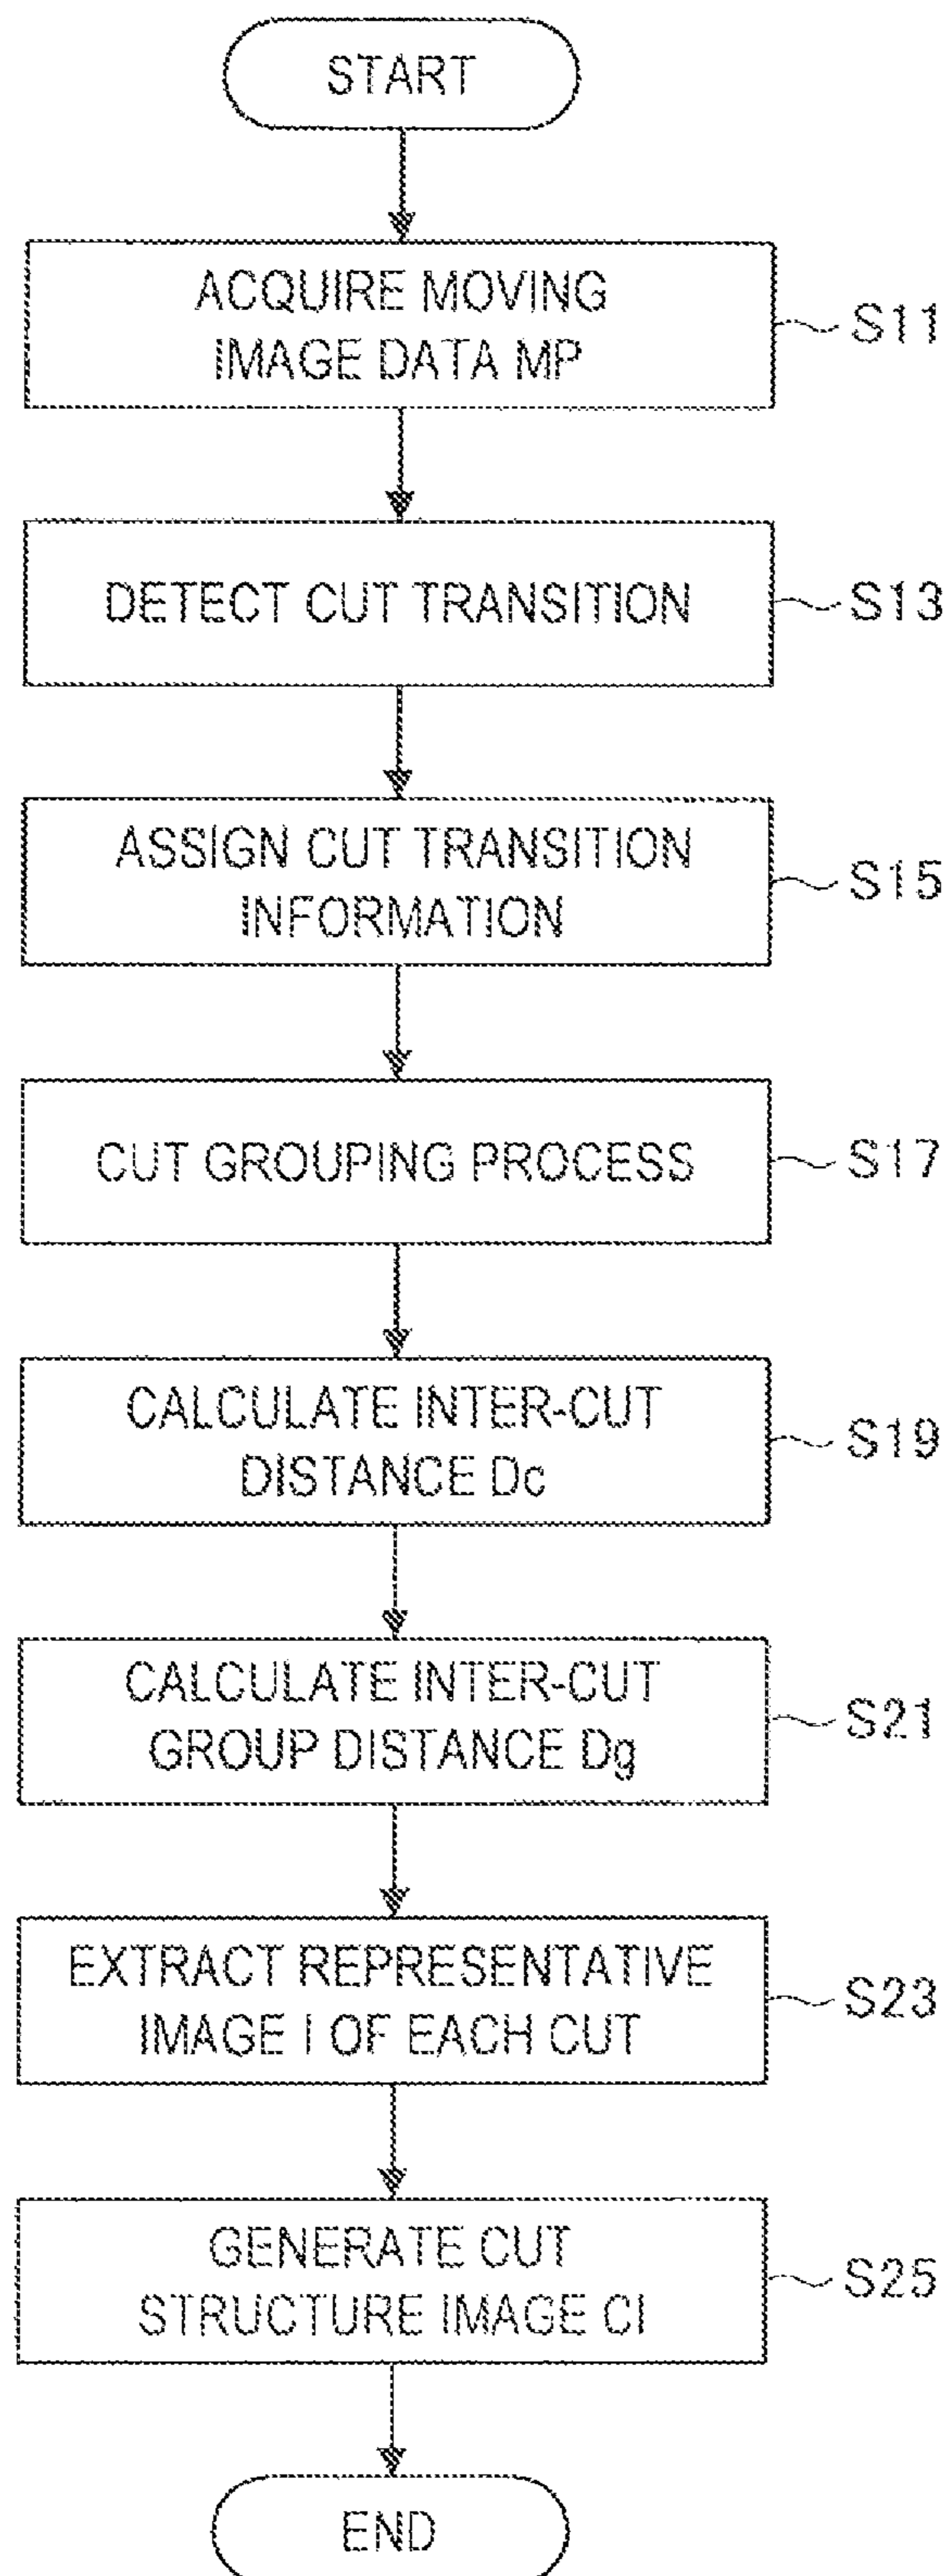 START
ACQUIRE MOVING
IMAGE DATA MP
S11
DETECT CUT TRANSITION
S13
ASSIGN CUT TRANSITION
INFORMATION
S15
CUT GROUPING PROCESS
S17
CALCULATE INTER-CUT
DISTANCE Dc
S19
CALCULATE INTER-CUT
GROUP DISTANCE Dg
S21
EXTRACT REPRESENTATIVE
IMAGE I OF EACH CUT
S23
GENERATE CUT
STRUCTURE IMAGE CI
S25
END